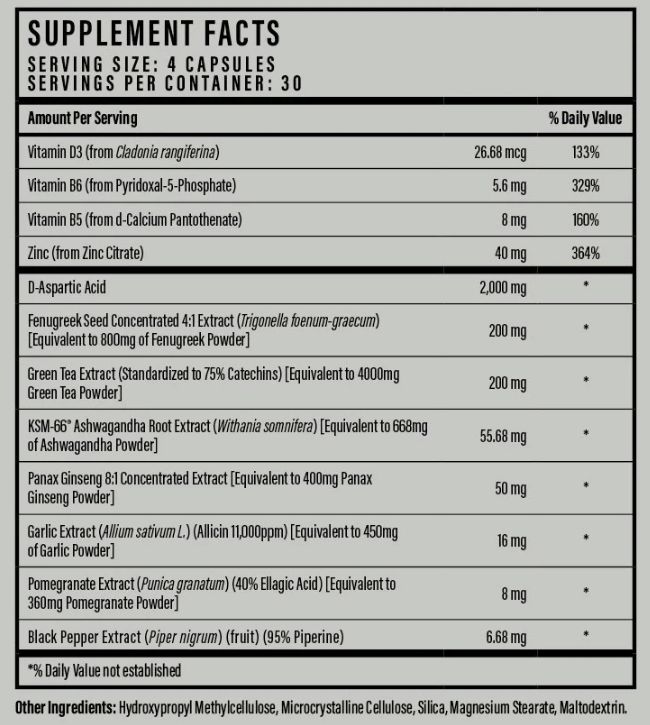 SUPPLEMENT FACTS
SERVING SIZE: 4 CAPSULES
SERVINGS PER CONTAINER: 30
Amount Per Serving % Daily Value
Vitamin D3 (from Cladonia rangiferina) 26.68 mcg 133%
Vitamin B6 (from Pyridoxal-5-Phosphate) 5.6 mg 329%
Vitamin B5 (from d-Calcium Pantothenate) 8 mg 160%
Zinc (from Zinc Citrate) 40 mg 364%
D-Aspartic Acid 2,000 mg *
Fenugreek Seed Concentrated 4:1 Extract (Trigonella foenum-graecum)
[Equivalent to 800mg of Fenugreek Powder] 200 mg *
Green Tea Extract (Standardized to 75% Catechins) [Equivalent to 4000mg
Green Tea Powder] 200 mg *
KSM-66® Ashwagandha Root Extract (Withania somnifera) [Equivalent to 668mg
of Ashwagandha Powder] 55.68 mg *
Panax Ginseng 8:1 Concentrated Extract [Equivalent to 400mg Panax
Ginseng Powder] 50 mg *
Garlic Extract (Allium sativum L.) (Allicin 11,000ppm) [Equivalent to 450mg
of Garlic Powder] 16 mg *
Pomegranate Extract (Punica granatum) (40% Ellagic Acid) [Equivalent to
360mg Pomegranate Powder] 8 mg *
Black Pepper Extract (Piper nigrum) (fruit) (95% Piperine) 6.68 mg *
*% Daily Value not established
Other Ingredients: Hydroxypropyl Methylcellulose, Microcrystalline Cellulose, Silica, Magnesium Stearate, Maltodextrin.